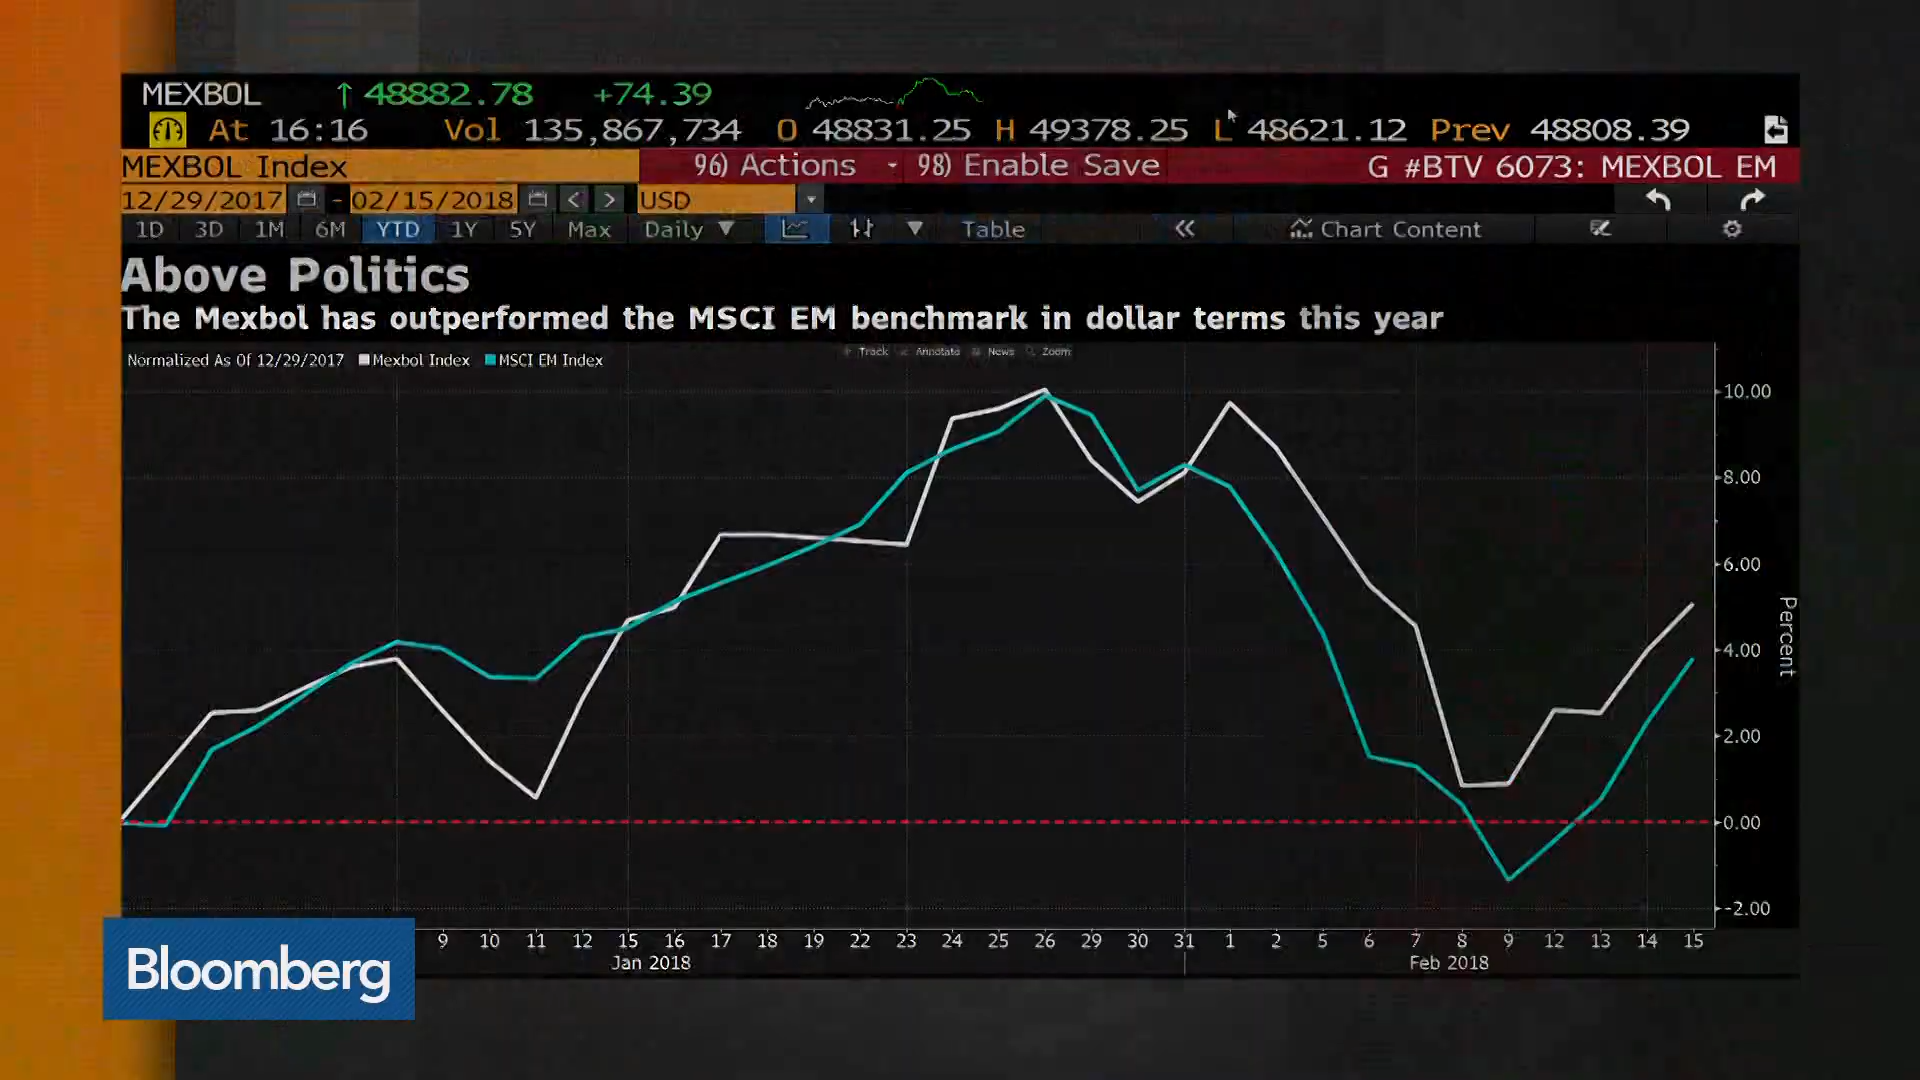 MEXBOL ↑ 48882.78 +74.39
At 16:16 Vol 135,867,734 O 48831.25 H 49378.25 L 48621.12 Prev 48808.39
MEXBOL Index 96) Actions - 98) Enable Save G #BTV 6073: MEXBOL EM
12/29/2017 - 02/15/2018 < > USD
1D 3D 1M 6M YTD 1Y 5Y Max Daily ▼ Table « Chart Content
Above Politics
The Mexbol has outperformed the MSCI EM benchmark in dollar terms this year
Track Annotate News Zoom
Normalized As Of 12/29/2017 Mexbol Index MSCI EM Index
10.00
8.00
6.00
4.00
2.00
0.00
-2.00
Percent
9 10 11 12 15 16 17 18 19 22 23 24 25 26 29 30 31 1 2 5 6 7 8 9 12 13 14 15
Jan 2018 Feb 2018
Bloomberg